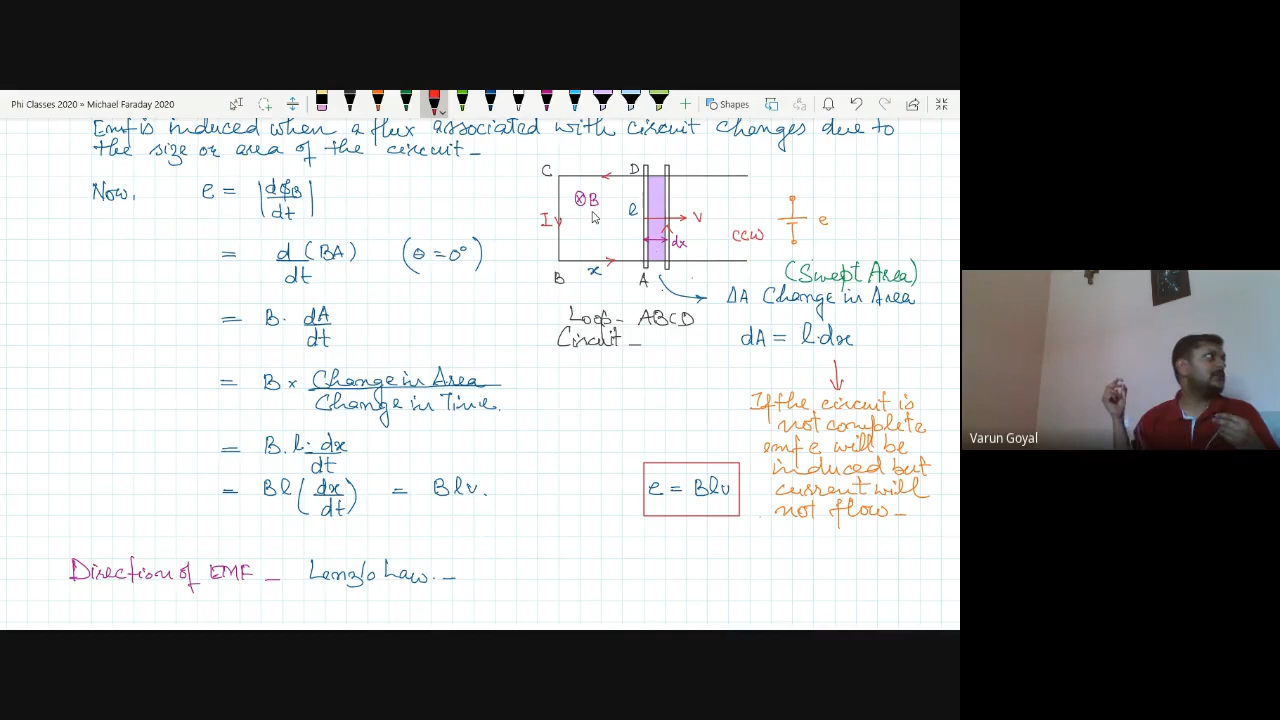 Phi Classes 2020 » Michael Faraday 2020
Shapes
Emf is induced when a flux associated with circuit changes due to
the size or area of the circuit –
Now, e = |dϕB/dt|
= d/dt (BA) (θ = 0°)
= B. dA/dt
= B × Change in Area / Change in Time.
= B. l. dx/dt
= Bl (dx/dt) = Blv.
C D
⊗B
l
I
V
dx
x
B A
ccw
e
Loop – ABCD
Circuit –
(Swept Area)
ΔA Change in Area
dA = l.dx
If the circuit is
not complete
emf e will be
induced but
current will
not flow –
e = Blv
Direction of EMF – Lenz's Law. –
Varun Goyal